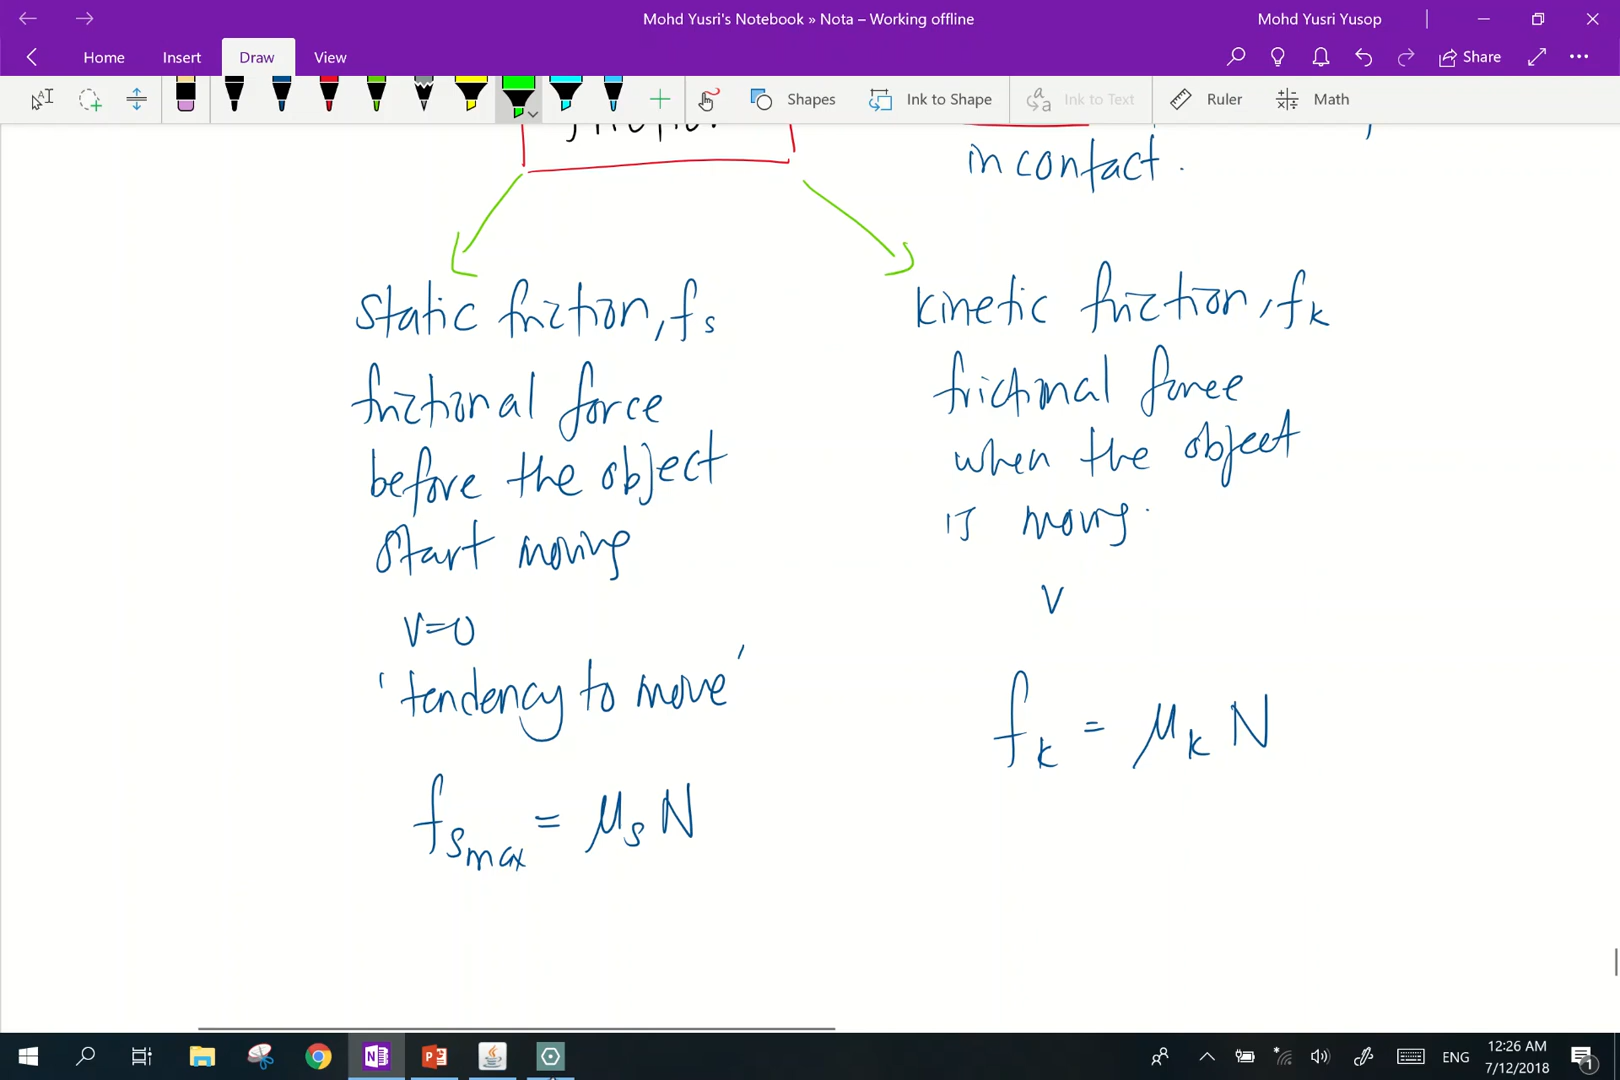 Mohd Yusri's Notebook » Nota – Working offline
Mohd Yusri Yusop
Home
Insert
Draw
View
Share
Shapes
Ink to Shape
Ink to Text
Ruler
Math
friction
in contact.
Static friction, fs
frictional force
before the object
start moving
v=0
'tendency to move'
fsmax = μs N
kinetic friction, fk
frictional force
when the object
is moving.
v
fk = μk N
ENG
12:26 AM
7/12/2018
1